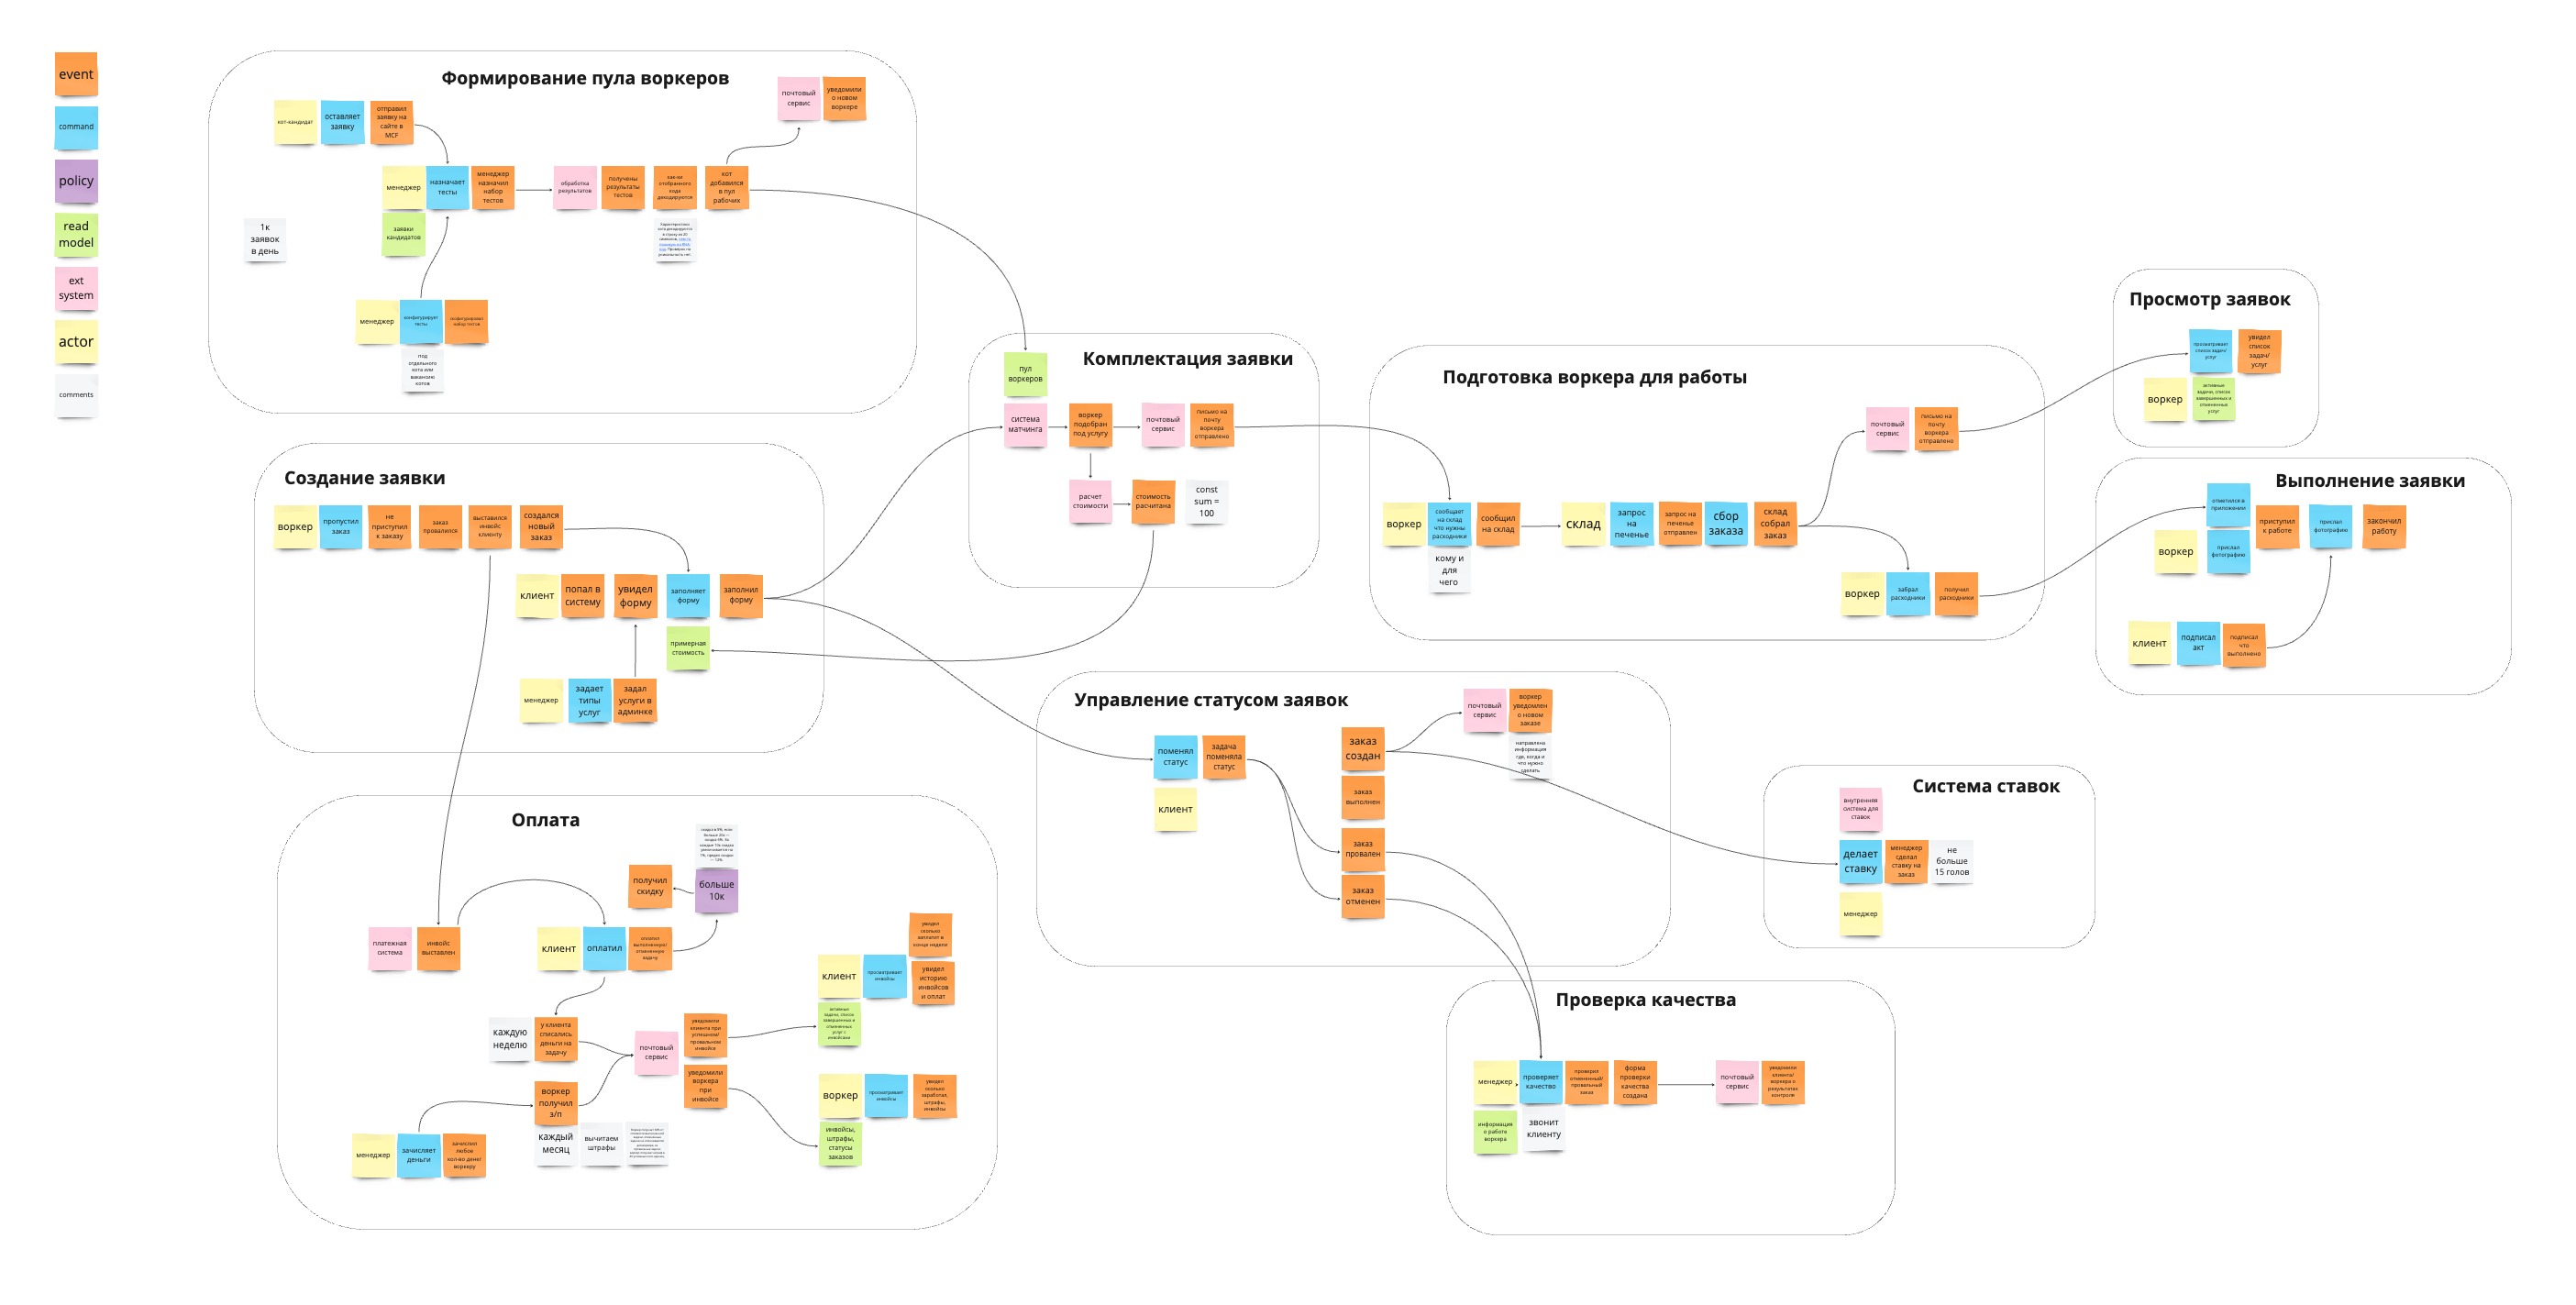 event
command
policy
read
model
ext
system
actor
comments
Формирование пула воркеров
кот-кандидат
оставляет
заявку
отправил
заявку на
сайте в
MCF
почтовый
сервис
уведомили
о новом
воркере
менеджер
назначает
тесты
менеджер
назначил
набор
тестов
обработка
результатов
получены
результаты
тестов
декодируются
кот
добавился
в пул
рабочих
заявки
кандидатов
1к
заявок
в день
менеджер
конфигурирует
тесты
набор тестов
под
отдельного
кота или
вакансию
котов
Комплектация заявки
пул
воркеров
система
матчинга
воркер
подобран
под услугу
почтовый
сервис
письмо на
почту
воркера
отправлено
расчет
стоимости
стоимость
расчитана
const
sum =
100
Подготовка воркера для работы
почтовый
сервис
письмо на
почту
воркера
отправлено
воркер
сообщает
на склад
что нужны
расходники
сообщил
на склад
кому и
для
чего
склад
запрос
на
печенье
запрос на
печенье
отправлен
сбор
заказа
склад
собрал
заказ
воркер
забрал
расходники
получил
расходники
Просмотр заявок
просматривает
список задач/
услуг
увидел
список
задач/
услуг
воркер
активные
задачи, список
завершенных и
отмененных
услуг
Выполнение заявки
отметился в
приложении
воркер
прислал
фотографию
приступил
к работе
прислал
фотографию
закончил
работу
клиент
подписал
акт
подписал
что
выполнено
Создание заявки
воркер
пропустил
заказ
не
приступил
к заказу
заказ
провалился
выставился
инвойс
клиенту
создался
новый
заказ
клиент
попал в
систему
увидел
форму
заполняет
форму
заполнил
форму
примерная
стоимость
менеджер
задает
типы
услуг
задал
услуги в
админке
Управление статусом заявок
поменял
статус
задача
поменяла
статус
клиент
заказ
создан
заказ
выполнен
заказ
провален
заказ
отменен
почтовый
сервис
воркер
уведомлен
о новом
заказе
направлена
информация
где, когда и
что нужно
сделать
Система ставок
внутренняя
система для
ставок
делает
ставку
менеджер
сделал
ставку на
заказ
не
больше
15 голов
менеджер
Оплата
получил
скидку
больше
10к
платежная
система
инвойс
выставлен
клиент
оплатил
оплатил
выполненную/
отмененную
задачу
увидел
сколько
заплатит в
конце недели
клиент
просматривает
инвойсы
увидел
историю
инвойсов
и оплат
активные
задачи, список
завершенных и
отмененных
услуг с
инвойсами
каждую
неделю
у клиента
списались
деньги на
задачу
почтовый
сервис
уведомили
клиента при
успешном/
провальном
инвойсе
уведомили
воркера
при
инвойсе
воркер
получил
з/п
каждый
месяц
вычитаем
штрафы
менеджер
зачисляет
деньги
зачислил
любое
кол-во денег
воркеру
воркер
просматривает
инвойсы
увидел
сколько
заработал,
штрафы,
инвойсы
инвойсы,
штрафы,
статусы
заказов
Проверка качества
менеджер
проверяет
качество
проверил
отмененный/
провальный
заказ
форма
проверки
качества
создана
почтовый
сервис
уведомили
клиента/
воркера о
результатах
контроля
информация
о работе
воркера
звонит
клиенту